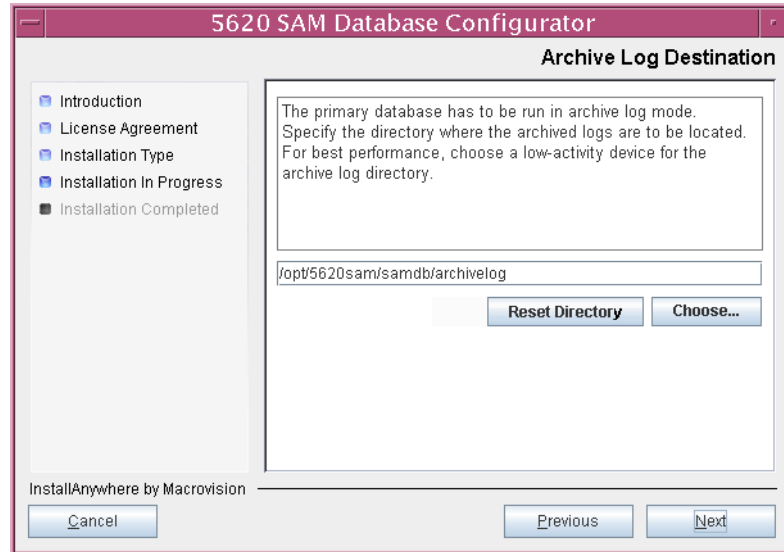 5620 SAM Database Configurator
Archive Log Destination
Introduction
License Agreement
Installation Type
Installation In Progress
Installation Completed
The primary database has to be run in archive log mode.
Specify the directory where the archived logs are to be located.
For best performance, choose a low-activity device for the
archive log directory.
/opt/5620sam/samdb/archivelog
Reset Directory
Choose...
InstallAnywhere by Macrovision
Cancel
Previous
Next